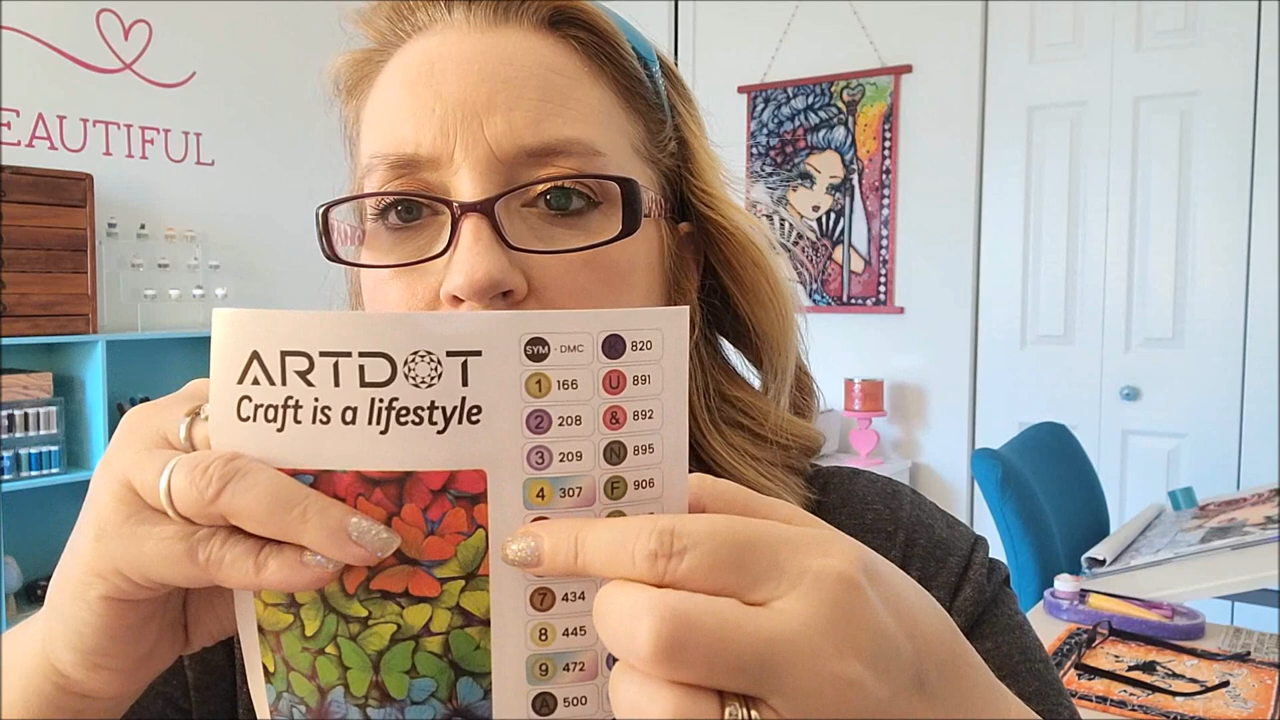 EAUTIFUL
ARTDOT
Craft is a lifestyle
SYM - DMC
1 166
2 208
3 209
4 307
7 434
8 445
9 472
A 500
820
U 891
& 892
N 895
F 906